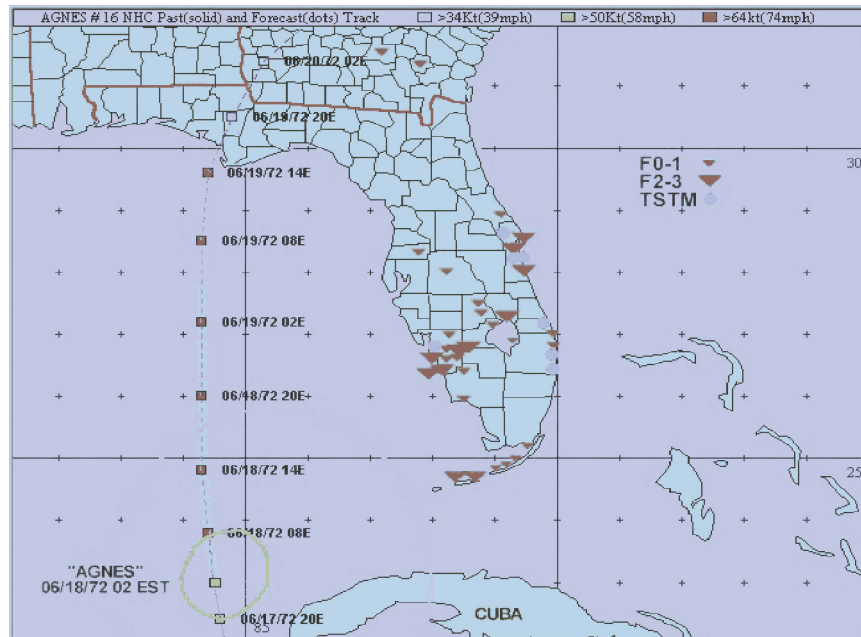 AGNES # 16 NHC Past(solid) and Forecast(dots) Track >34Kt(39mph) >50Kt(58mph) >64kt(74mph)
06/20/72 02E
06/19/72 20E
F0-1
30
06/19/72 14E
F2-3
TSTM
06/19/72 08E
06/19/72 02E
06/18/72 20E
06/18/72 14E
25
06/18/72 08E
"AGNES"
06/18/72 02 EST
CUBA
06/17/72 20E
85